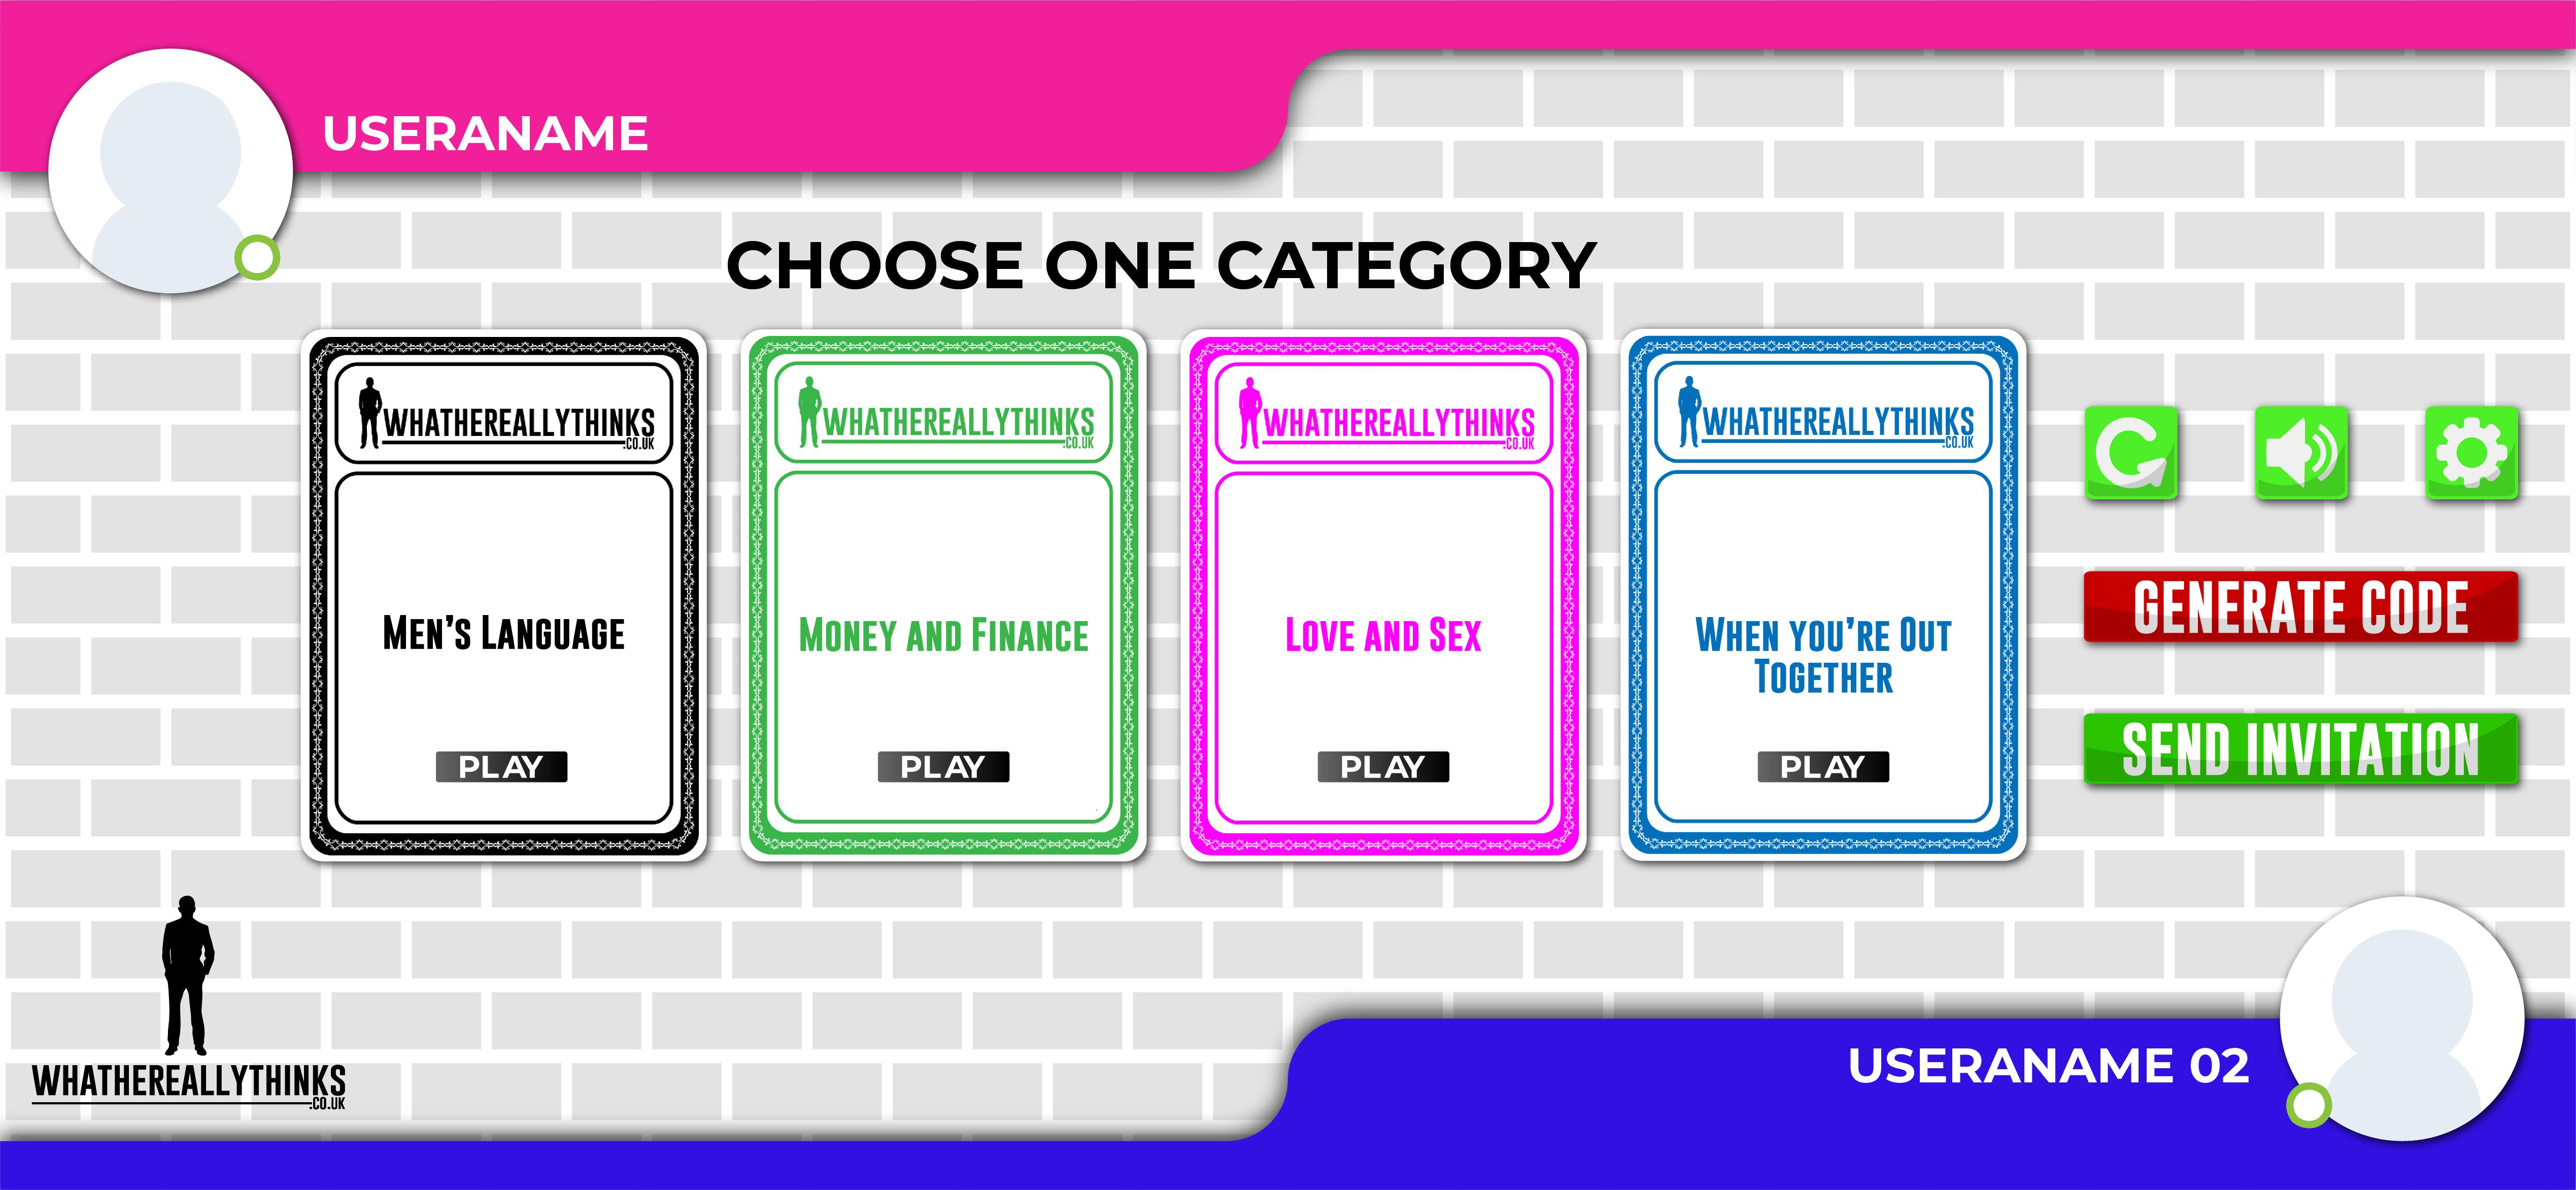 USERANAME
CHOOSE ONE CATEGORY
WHATHEREALLYTHINKS
.CO.UK
Men's Language
PLAY
WHATHEREALLYTHINKS
.CO.UK
Money and Finance
PLAY
WHATHEREALLYTHINKS
.CO.UK
Love and Sex
PLAY
WHATHEREALLYTHINKS
.CO.UK
When you're Out
Together
PLAY
GENERATE CODE
SEND INVITATION
WHATHEREALLYTHINKS
.CO.UK
USERANAME 02